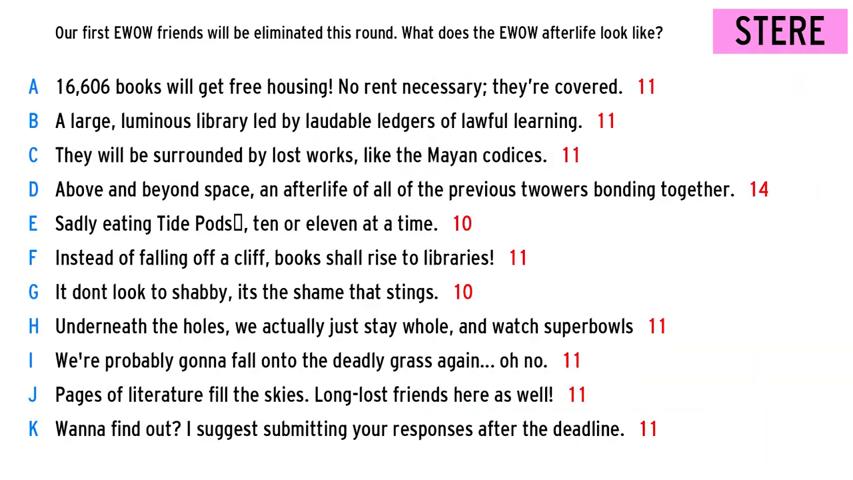 Our first EWOW friends will be eliminated this round. What does the EWOW afterlife look like?
STERE
A 16,606 books will get free housing! No rent necessary; they're covered. 11
B A large, luminous library led by laudable ledgers of lawful learning. 11
C They will be surrounded by lost works, like the Mayan codices. 11
D Above and beyond space, an afterlife of all of the previous twowers bonding together. 14
E Sadly eating Tide Pods▯, ten or eleven at a time. 10
F Instead of falling off a cliff, books shall rise to libraries! 11
G It dont look to shabby, its the shame that stings. 10
H Underneath the holes, we actually just stay whole, and watch superbowls 11
I We're probably gonna fall onto the deadly grass again... oh no. 11
J Pages of literature fill the skies. Long-lost friends here as well! 11
K Wanna find out? I suggest submitting your responses after the deadline. 11